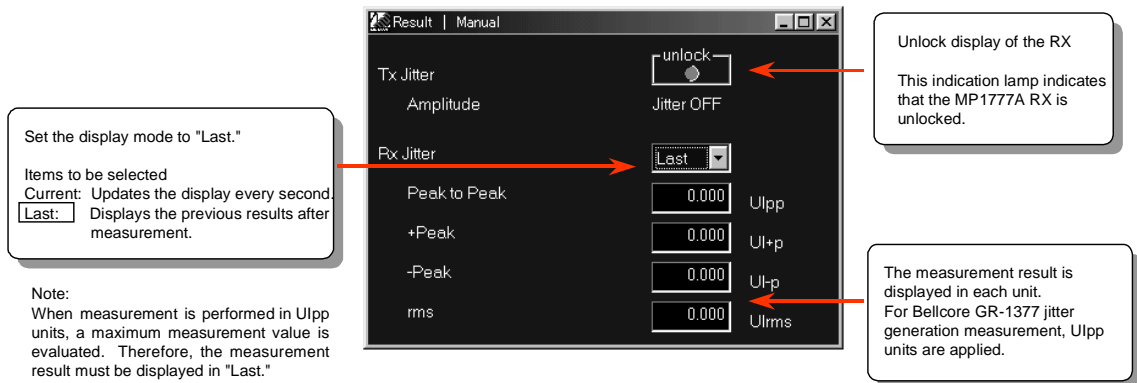 Result | Manual
unlock
Tx Jitter
Amplitude
Jitter OFF
Rx Jitter
Last
Peak to Peak
0.000
UIpp
+Peak
0.000
UI+p
-Peak
0.000
UI-p
rms
0.000
UIrms
Set the display mode to "Last."
Items to be selected
Current: Updates the display every second.
Last: Displays the previous results after
measurement.
Note:
When measurement is performed in UIpp
units, a maximum measurement value is
evaluated. Therefore, the measurement
result must be displayed in "Last."
Unlock display of the RX
This indication lamp indicates
that the MP1777A RX is
unlocked.
The measurement result is
displayed in each unit.
For Bellcore GR-1377 jitter
generation measurement, UIpp
units are applied.